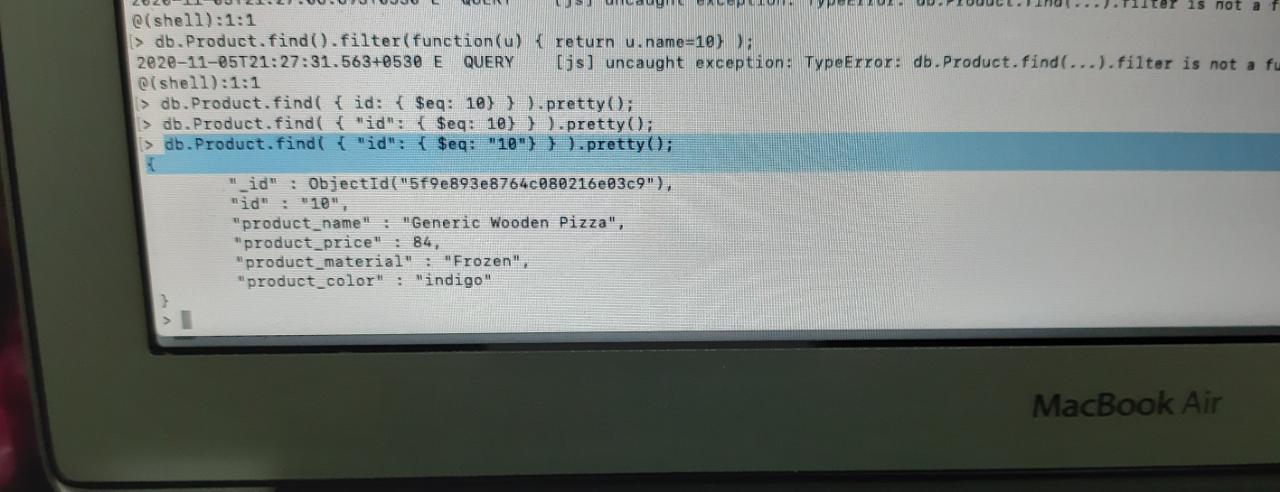 [js] uncaught exception: TypeError: db.Product.find(...).filter is not a f
@(shell):1:1
> db.Product.find().filter(function(u) { return u.name=10} );
2020-11-05T21:27:31.563+0530 E  QUERY    [js] uncaught exception: TypeError: db.Product.find(...).filter is not a fu
@(shell):1:1
> db.Product.find( { id: { $eq: 10} } ).pretty();
> db.Product.find( { "id": { $eq: 10} } ).pretty();
> db.Product.find( { "id": { $eq: "10"} } ).pretty();
{
"_id" : ObjectId("5f9e893e8764c080216e03c9"),
"id" : "10",
"product_name" : "Generic Wooden Pizza",
"product_price" : 84,
"product_material" : "Frozen",
"product_color" : "indigo"
}
>
MacBook Air